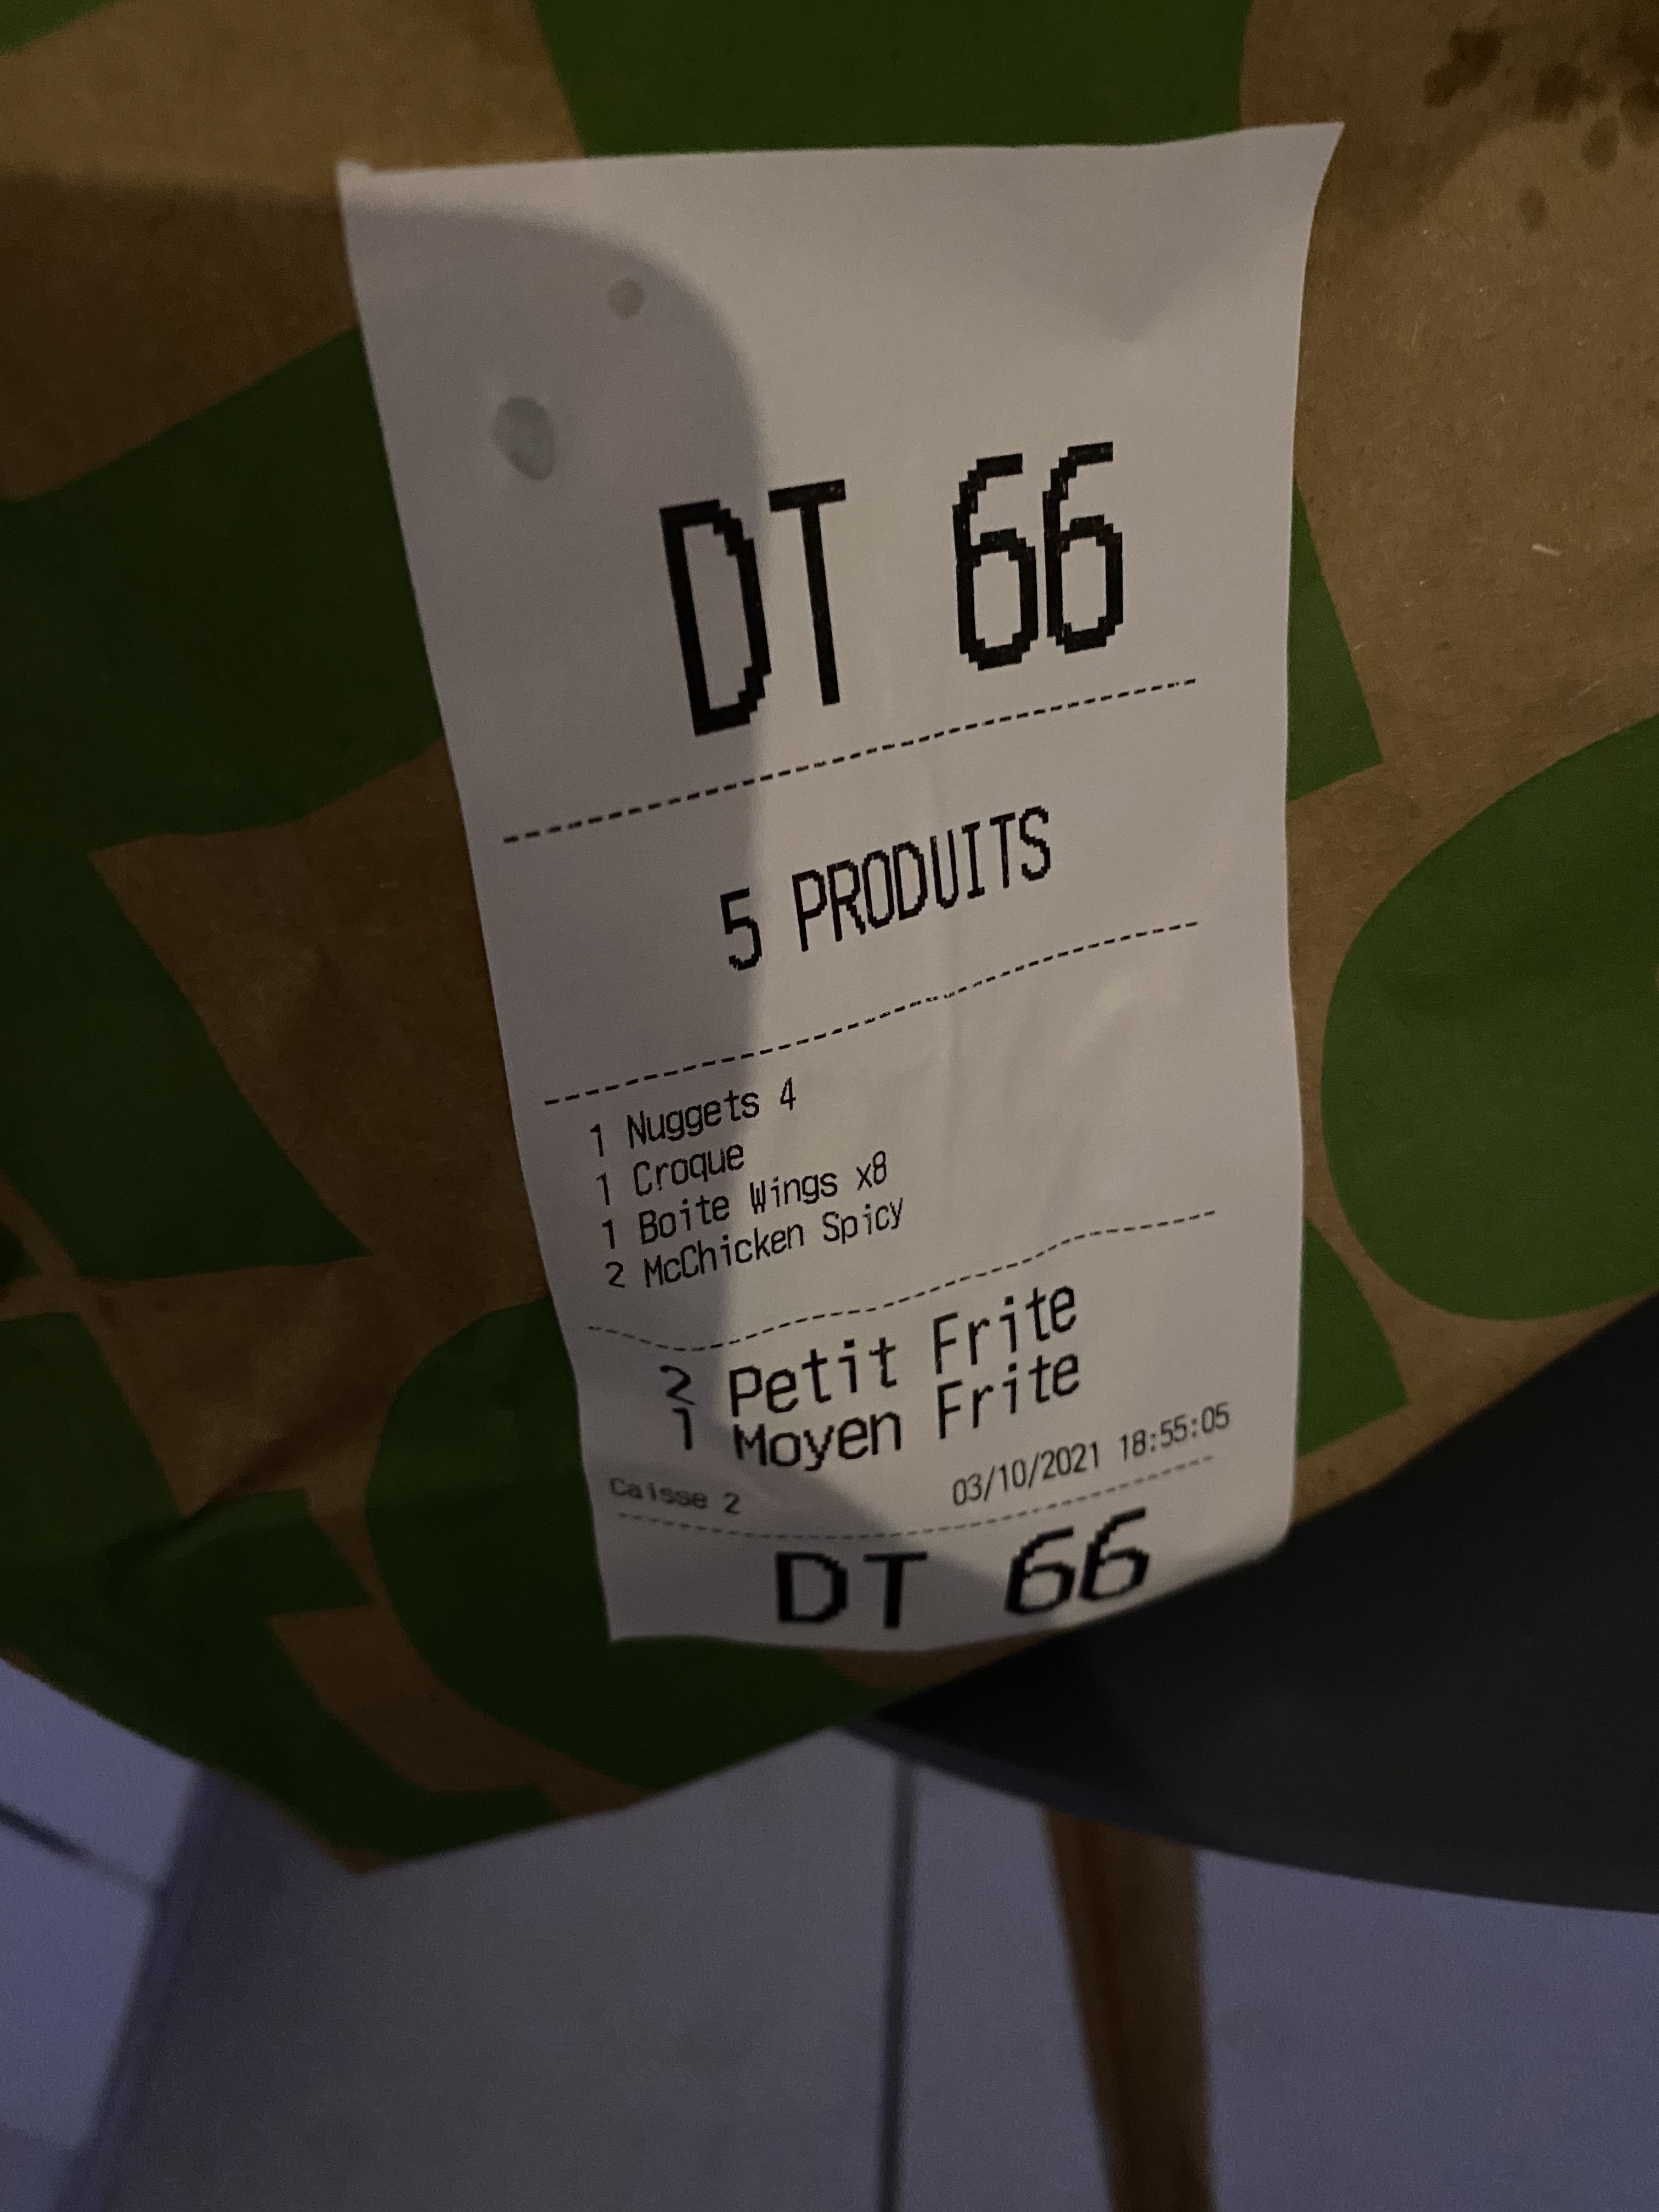 DT 66
5 PRODUITS
1 Nuggets 4
1 Croque
1 Boite Wings x8
2 McChicken Spicy
2 Petit Frite
1 Moyen Frite
Caisse 2 03/10/2021 18:55:05
DT 66